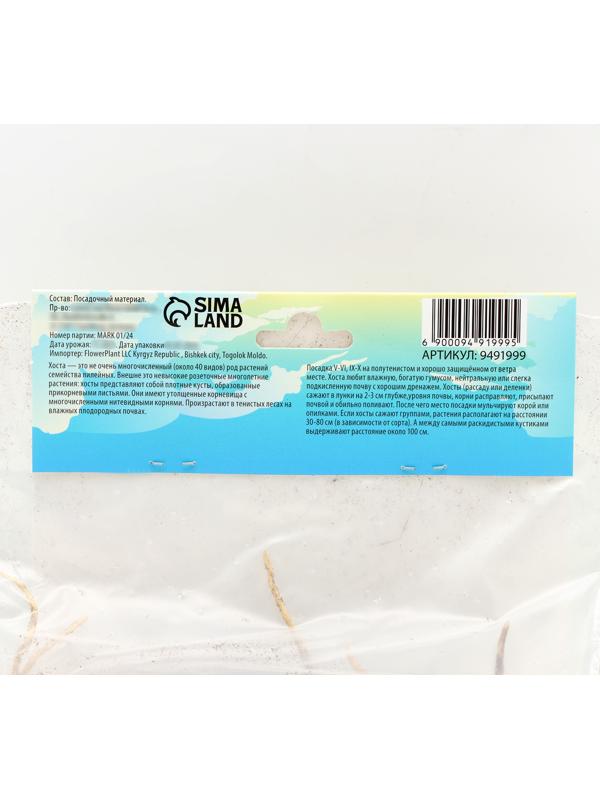 Состав: Посадочный материал.
Пр-во:
Номер партии: MARK 01/24
Дата урожая: Дата упаковки
Импортер: FlowerPlant LLC Kyrgyz Republic , Bishkek city, Togolok Moldo.
SIMA
LAND
6 900094 919995
АРТИКУЛ: 9491999
Хоста — это не очень многочисленный (около 40 видов) род растений
семейства лилейных. Внешне это невысокие розеточные многолетние
растения: хосты представляют собой плотные кусты, образованные
прикорневыми листьями. Они имеют утолщенные корневища с
многочисленными нитевидными корнями. Произрастают в тенистых лесах на
влажных плодородных почвах.
Посадка V-VI, IX-X на полутенистом и хорошо защищённом от ветра
месте. Хоста любит влажную, богатую гумусом, нейтральную или слегка
подкисленную почву с хорошим дренажем. Хосты (рассаду или деленки)
сажают в лунки на 2-3 см глубже,уровня почвы, корни расправляют, присыпают
почвой и обильно поливают. После чего место посадки мульчируют корой или
опилками. Если хосты сажают группами, растения располагают на расстоянии
30-80 см (в зависимости от сорта). А между самыми раскидистыми кустиками
выдерживают расстояние около 100 см.